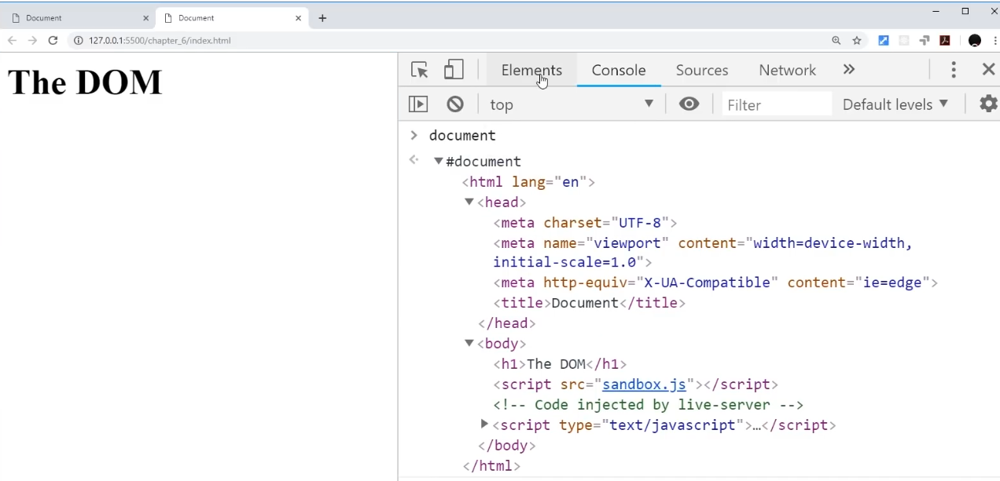 Document
Document
127.0.0.1:5500/chapter_6/index.html
The DOM
Elements Console Sources Network
top Filter Default levels
document
#document
<html lang="en">
<head>
<meta charset="UTF-8">
<meta name="viewport" content="width=device-width,
initial-scale=1.0">
<meta http-equiv="X-UA-Compatible" content="ie=edge">
<title>Document</title>
</head>
<body>
<h1>The DOM</h1>
<script src="sandbox.js"></script>
<!-- Code injected by live-server -->
<script type="text/javascript">…</script>
</body>
</html>